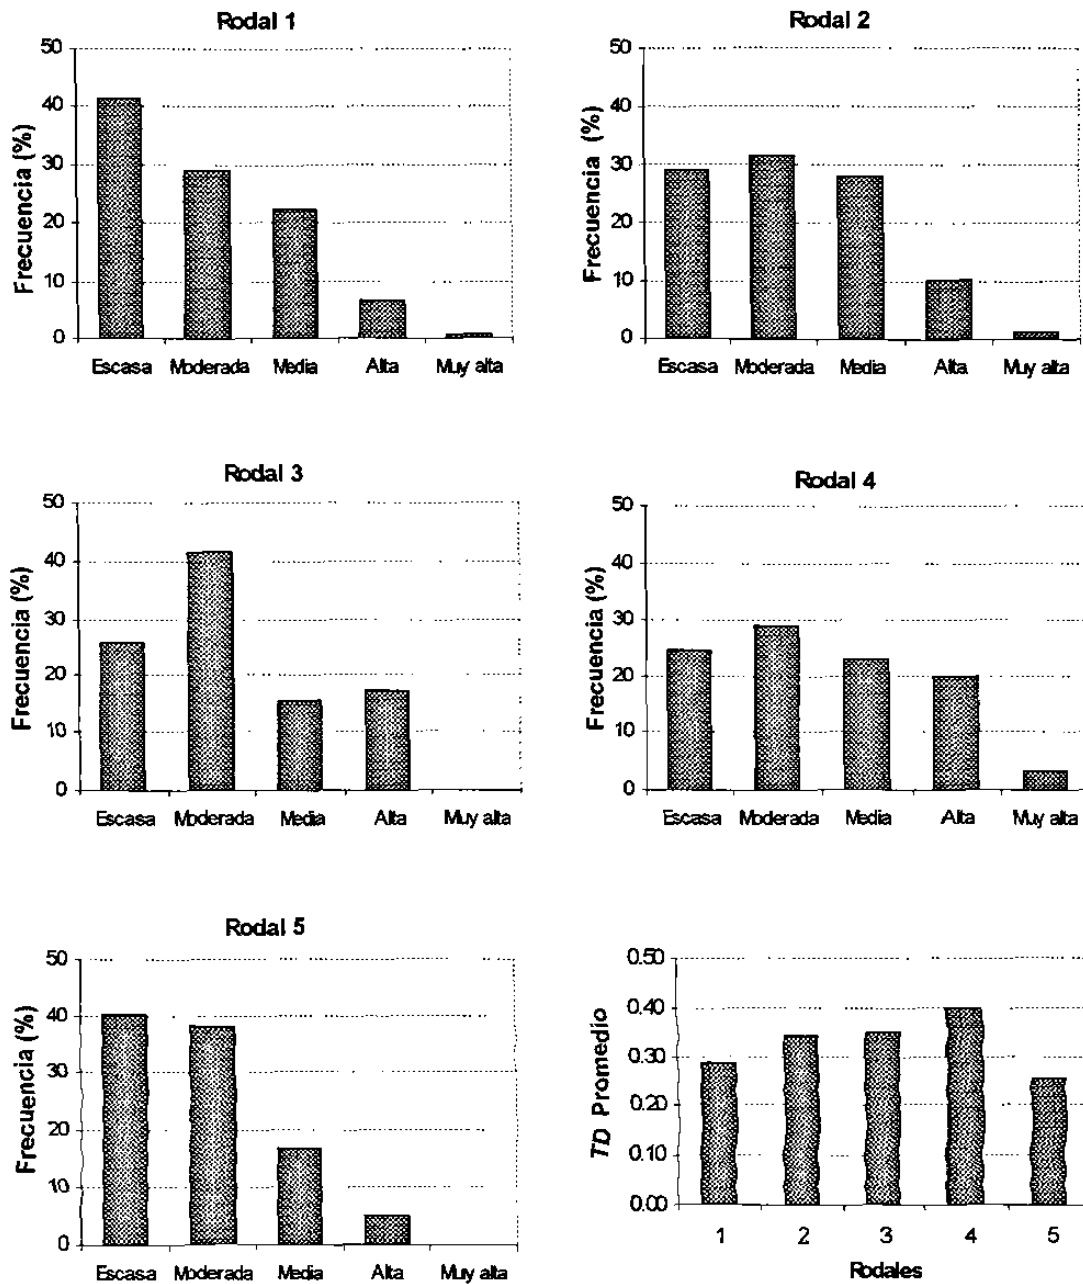 Rodal 1
50
40
30
20
10
0
Frecuencia (%)
Escasa Moderada Media Alta Muy alta
Rodal 2
50
40
30
20
10
0
Frecuencia (%)
Escasa Moderada Media Alta Muy alta
Rodal 3
50
40
30
20
10
0
Frecuencia (%)
Escasa Moderada Media Alta Muy alta
Rodal 4
50
40
30
20
10
0
Frecuencia (%)
Escasa Moderada Media Alta Muy alta
Rodal 5
50
40
30
20
10
0
Frecuencia (%)
Escasa Moderada Media Alta Muy alta
0.50
0.40
0.30
0.20
0.10
0.00
TD Promedio
1 2 3 4 5
Rodales